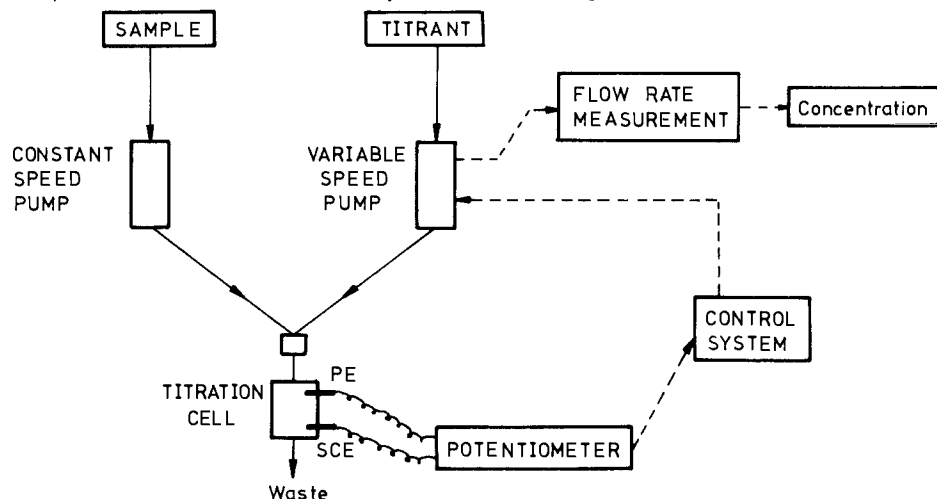 SAMPLE
TITRANT
FLOW RATE
MEASUREMENT
Concentration
CONSTANT
SPEED
PUMP
VARIABLE
SPEED
PUMP
CONTROL
SYSTEM
PE
TITRATION
CELL
SCE
POTENTIOMETER
Waste